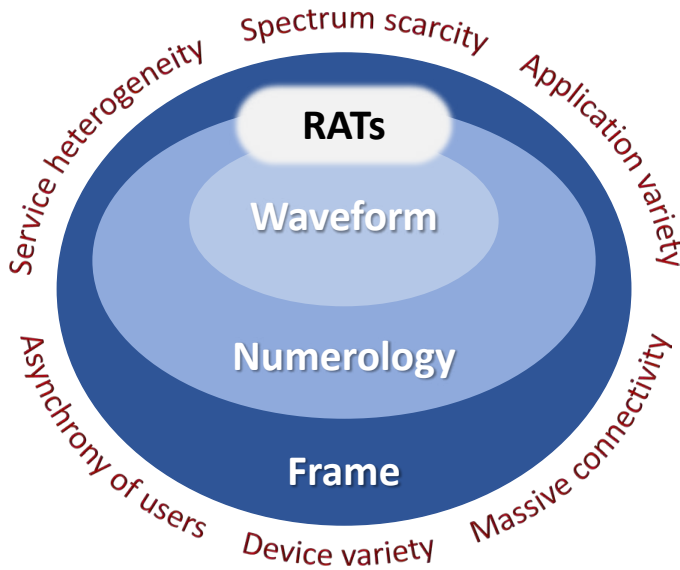 Spectrum scarcity
Service heterogeneity
Application variety
RATs
Waveform
Numerology
Frame
Asynchrony of users
Device variety
Massive connectivity